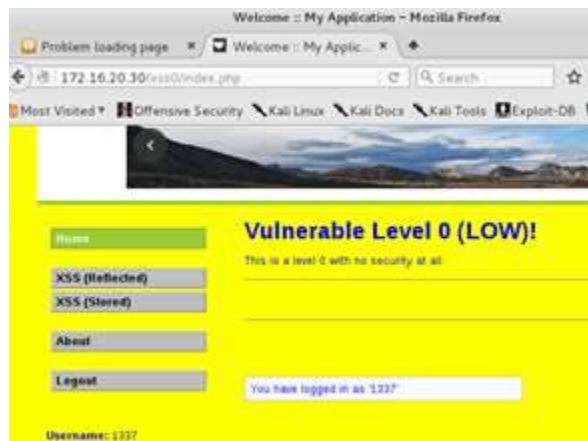 Welcome :: My Application - Mozilla Firefox
Problem loading page
Welcome :: My Applic...
172.16.20.30/xss0/index.php
Search
Most Visited
Offensive Security
Kali Linux
Kali Docs
Kali Tools
Exploit-DB
Home
Vulnerable Level 0 (LOW)!
This is a level 0 with no security at all.
XSS (Reflected)
XSS (Stored)
About
Logout
You have logged in as '1337'
Username: 1337